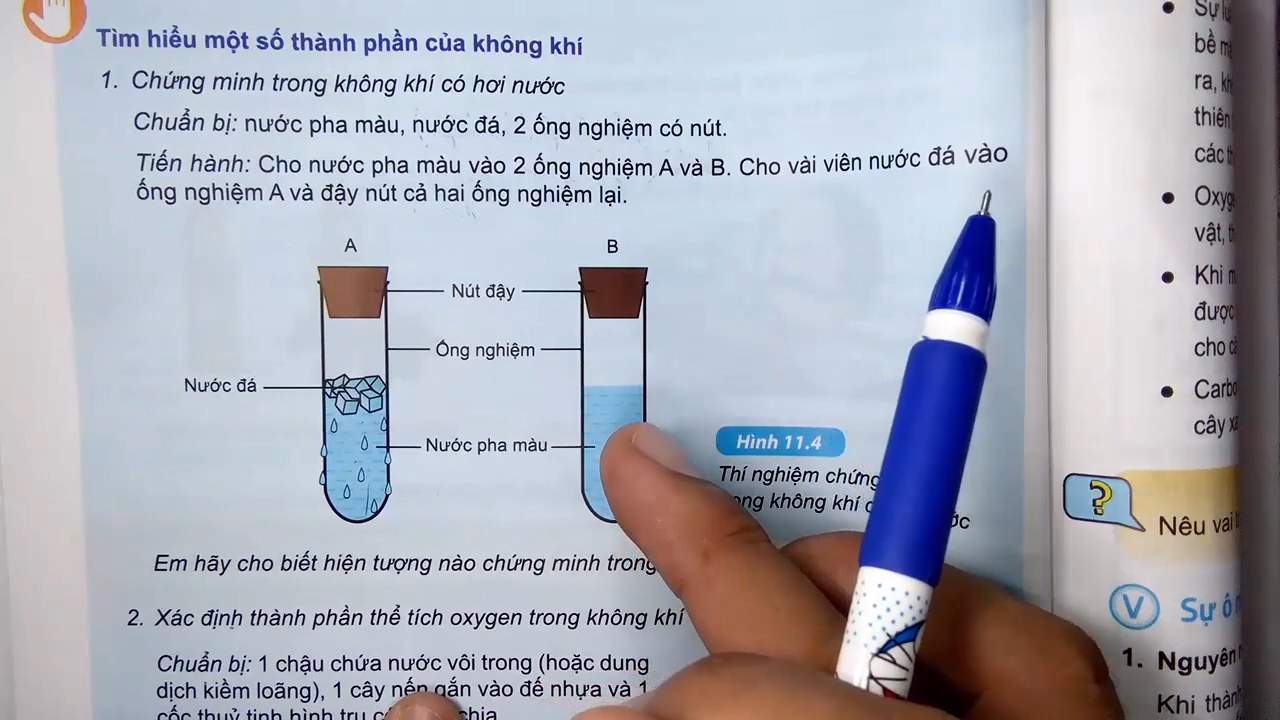 Tìm hiểu một số thành phần của không khí
1. Chứng minh trong không khí có hơi nước
Chuẩn bị: nước pha màu, nước đá, 2 ống nghiệm có nút.
Tiến hành: Cho nước pha màu vào 2 ống nghiệm A và B. Cho vài viên nước đá vào
ống nghiệm A và đậy nút cả hai ống nghiệm lại.
A
B
Nút đậy
Ống nghiệm
Nước đá
Nước pha màu
Hình 11.4
Thí nghiệm chứng
không khí
Em hãy cho biết hiện tượng nào chứng minh trong
2. Xác định thành phần thể tích oxygen trong không khí
Chuẩn bị: 1 chậu chứa nước vôi trong (hoặc dung
dịch kiềm loãng), 1 cây nến gắn vào đế nhựa và 1
cốc thuỷ tinh hình trụ chia
Sự
bề
ra,
thiên
các
Oxyg
vật,
Khi
được
cho
Carbo
cây
?
Nêu vai
V
Sự
1. Nguyên
Khi thàn